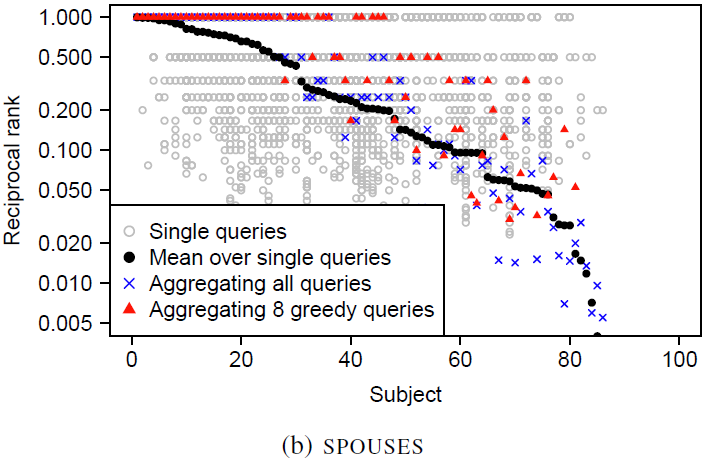 Reciprocal rank
1.000
0.500
0.200
0.100
0.050
0.020
0.010
0.005
Single queries
Mean over single queries
Aggregating all queries
Aggregating 8 greedy queries
0 20 40 60 80 100
Subject
(b) SPOUSES